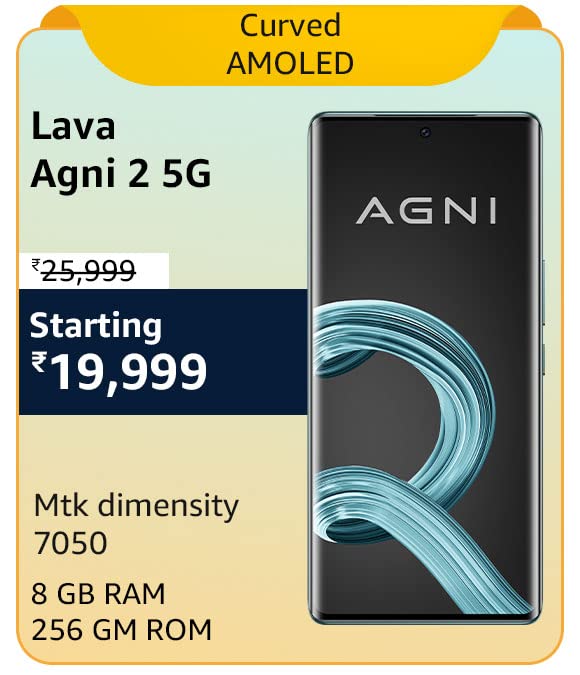 Curved
AMOLED
Lava
Agni 2 5G
₹25,999
Starting
₹19,999
Mtk dimensity
7050
8 GB RAM
256 GM ROM
AGNI